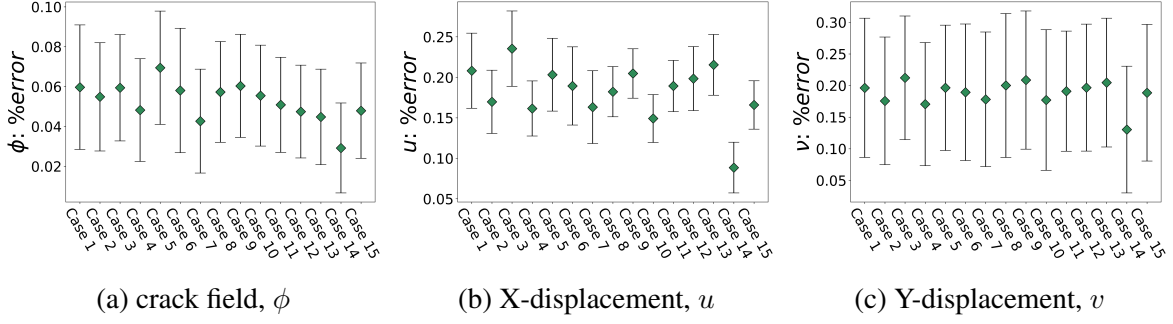 0.10
0.08
0.06
0.04
0.02
ϕ: %error
Case 1
Case 2
Case 3
Case 4
Case 5
Case 6
Case 7
Case 8
Case 9
Case 10
Case 11
Case 12
Case 13
Case 14
Case 15
(a) crack field, ϕ
0.25
0.20
0.15
0.10
0.05
u: %error
Case 1
Case 2
Case 3
Case 4
Case 5
Case 6
Case 7
Case 8
Case 9
Case 10
Case 11
Case 12
Case 13
Case 14
Case 15
(b) X-displacement, u
0.30
0.25
0.20
0.15
0.10
0.05
v: %error
Case 1
Case 2
Case 3
Case 4
Case 5
Case 6
Case 7
Case 8
Case 9
Case 10
Case 11
Case 12
Case 13
Case 14
Case 15
(c) Y-displacement, v